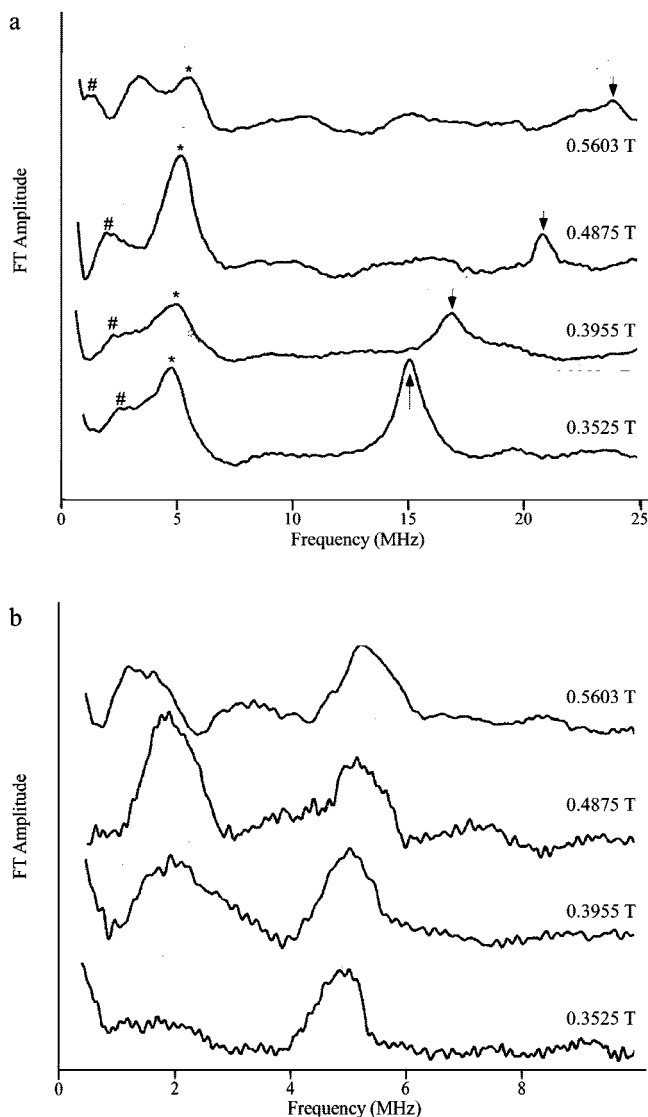 a
FT Amplitude
# * 0.5603 T
# * 0.4875 T
# * 0.3955 T
# * 0.3525 T
0 5 10 15 20 25
Frequency (MHz)
b
FT Amplitude
0.5603 T
0.4875 T
0.3955 T
0.3525 T
0 2 4 6 8
Frequency (MHz)